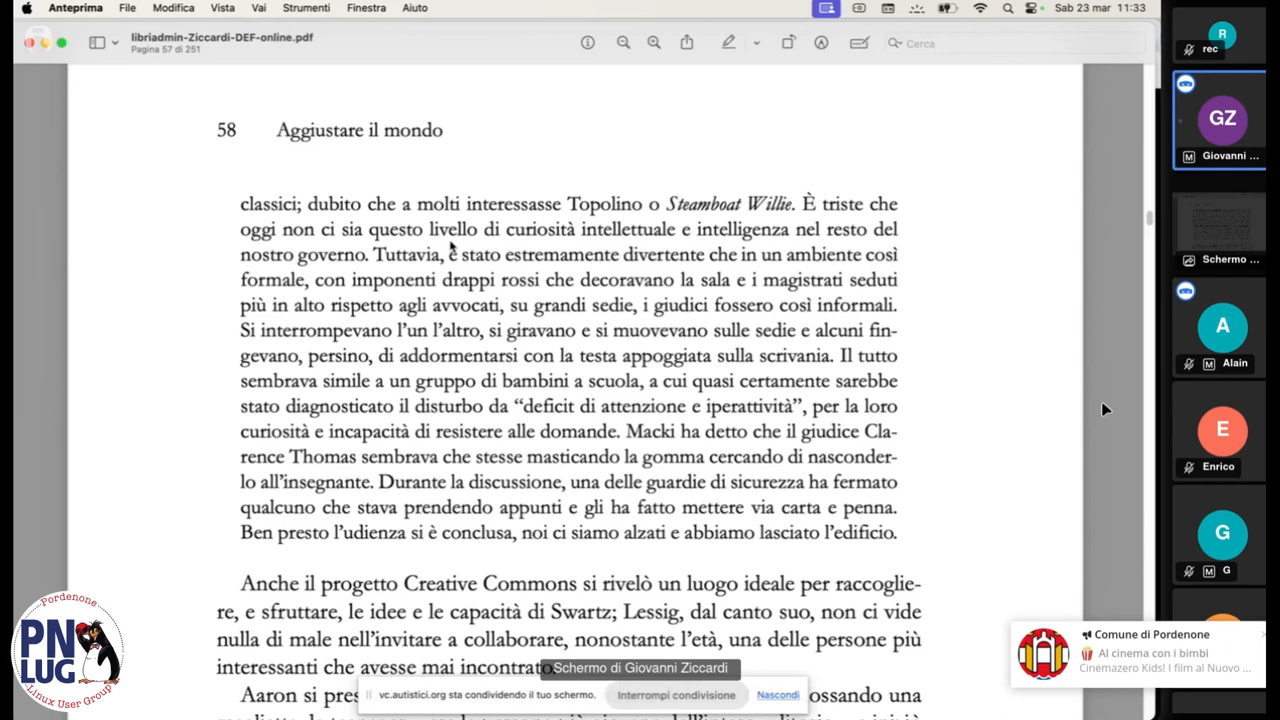 Anteprima File Modifica Vista Vai Strumenti Finestra Aiuto Sab 23 mar 11:33
libriadmin-Ziccardi-DEF-online.pdf
Pagina 57 di 251
Cerca
58 Aggiustare il mondo
classici; dubito che a molti interessasse Topolino o Steamboat Willie. È triste che
oggi non ci sia questo livello di curiosità intellettuale e intelligenza nel resto del
nostro governo. Tuttavia, è stato estremamente divertente che in un ambiente così
formale, con imponenti drappi rossi che decoravano la sala e i magistrati seduti
più in alto rispetto agli avvocati, su grandi sedie, i giudici fossero così informali.
Si interrompevano l'un l'altro, si giravano e si muovevano sulle sedie e alcuni fin-
gevano, persino, di addormentarsi con la testa appoggiata sulla scrivania. Il tutto
sembrava simile a un gruppo di bambini a scuola, a cui quasi certamente sarebbe
stato diagnosticato il disturbo da “deficit di attenzione e iperattività”, per la loro
curiosità e incapacità di resistere alle domande. Macki ha detto che il giudice Cla-
rence Thomas sembrava che stesse masticando la gomma cercando di nasconder-
lo all'insegnante. Durante la discussione, una delle guardie di sicurezza ha fermato
qualcuno che stava prendendo appunti e gli ha fatto mettere via carta e penna.
Ben presto l'udienza si è conclusa, noi ci siamo alzati e abbiamo lasciato l'edificio.
Anche il progetto Creative Commons si rivelò un luogo ideale per raccoglie-
re, e sfruttare, le idee e le capacità di Swartz; Lessig, dal canto suo, non ci vide
nulla di male nell'invitare a collaborare, nonostante l'età, una delle persone più
interessanti che avesse mai incontrato.
Aaron si pres ossando una
Schermo di Giovanni Ziccardi
vc.autistici.org sta condividendo il tuo schermo. Interrompi condivisione Nascondi
R
rec
GZ
M Giovanni ...
Schermo ...
A
M Alain
E
Enrico
G
M G
Comune di Pordenone
Al cinema con i bimbi
Cinemazero Kids! I film al Nuovo ...
Pordenone
PN
LUG
Linux User Group